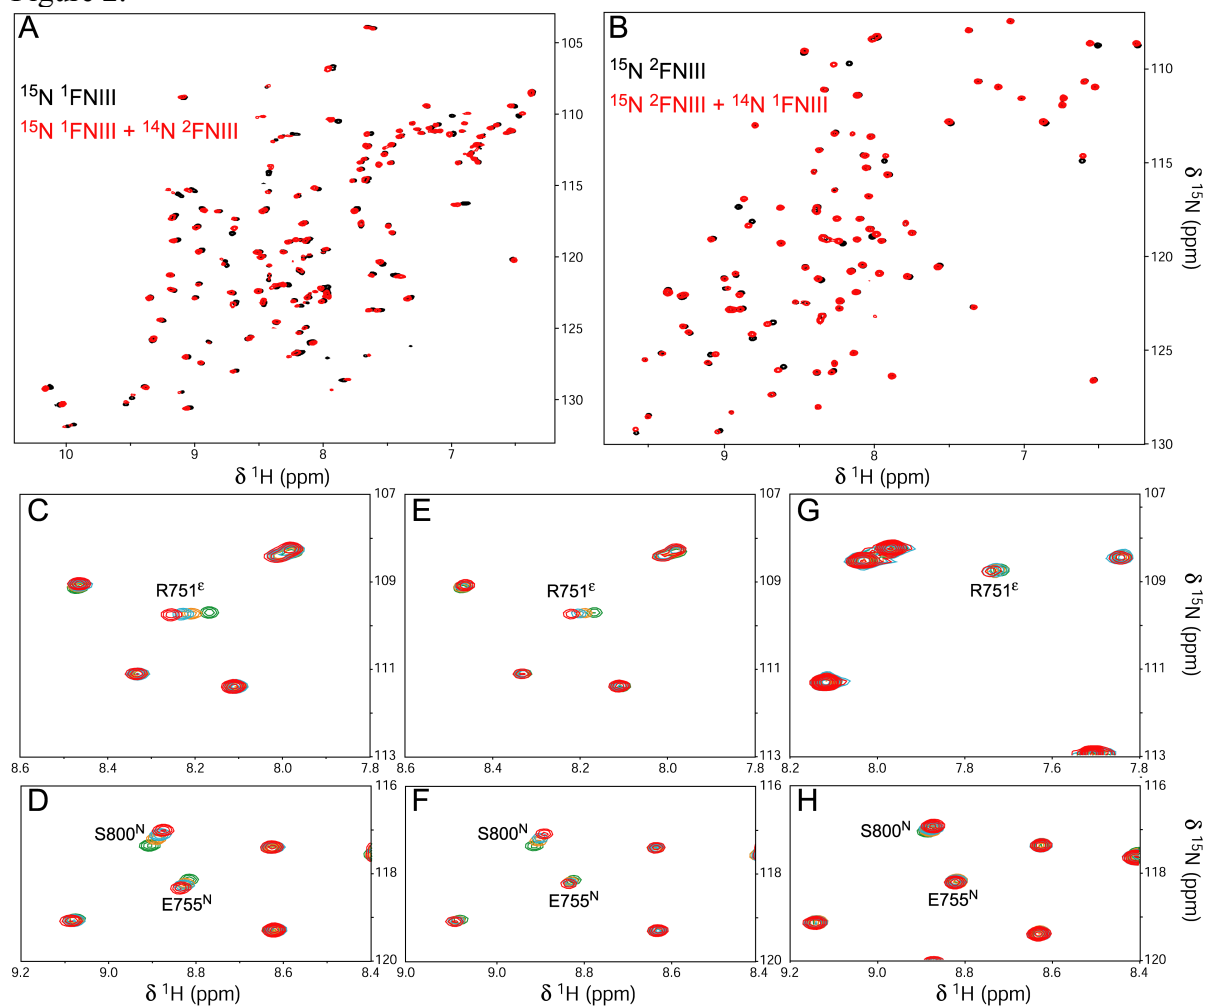 Figure 2.
A
15N 1FNIII
15N 1FNIII + 14N 2FNIII
105
110
115
120
125
130
10 9 8 7
δ 1H (ppm)
B
15N 2FNIII
15N 2FNIII + 14N 1FNIII
110
115
120
125
130
9 8 7
δ 1H (ppm)
δ 15N (ppm)
C
R751ε
107
109
111
113
8.6 8.4 8.2 8.0 7.8
E
R751ε
107
109
111
113
8.6 8.4 8.2 8.0 7.8
G
R751ε
107
109
111
113
8.2 8.0 7.8 7.6 7.8
δ 15N (ppm)
D
S800N
E755N
116
118
120
9.2 9.0 8.8 8.6 8.4
δ 1H (ppm)
F
S800N
E755N
116
118
120
9.0 9.0 8.8 8.6 8.4
δ 1H (ppm)
H
S800N
E755N
116
118
120
9.2 9.0 8.8 8.6 8.4
δ 1H (ppm)
δ 15N (ppm)